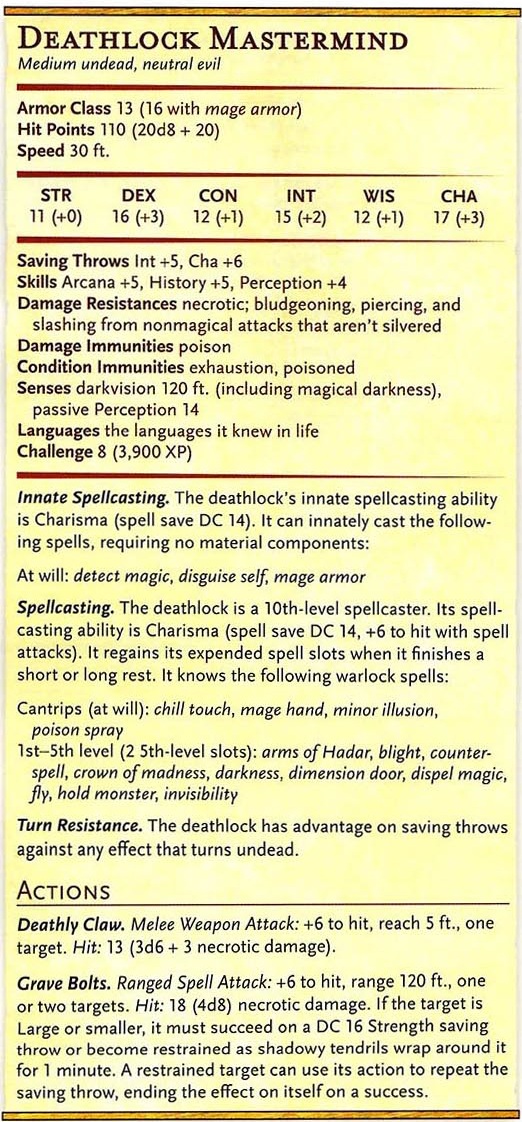 DEATHLOCK MASTERMIND
Medium undead, neutral evil
Armor Class 13 (16 with mage armor)
Hit Points 110 (20d8 + 20)
Speed 30 ft.
STR DEX CON INT WIS CHA
11 (+0) 16 (+3) 12 (+1) 15 (+2) 12 (+1) 17 (+3)
Saving Throws Int +5, Cha +6
Skills Arcana +5, History +5, Perception +4
Damage Resistances necrotic; bludgeoning, piercing, and
slashing from nonmagical attacks that aren't silvered
Damage Immunities poison
Condition Immunities exhaustion, poisoned
Senses darkvision 120 ft. (including magical darkness),
passive Perception 14
Languages the languages it knew in life
Challenge 8 (3,900 XP)
Innate Spellcasting. The deathlock's innate spellcasting ability
is Charisma (spell save DC 14). It can innately cast the follow-
ing spells, requiring no material components:
At will: detect magic, disguise self, mage armor
Spellcasting. The deathlock is a 10th-level spellcaster. Its spell-
casting ability is Charisma (spell save DC 14, +6 to hit with spell
attacks). It regains its expended spell slots when it finishes a
short or long rest. It knows the following warlock spells:
Cantrips (at will): chill touch, mage hand, minor illusion,
poison spray
1st–5th level (2 5th-level slots): arms of Hadar, blight, counter-
spell, crown of madness, darkness, dimension door, dispel magic,
fly, hold monster, invisibility
Turn Resistance. The deathlock has advantage on saving throws
against any effect that turns undead.
ACTIONS
Deathly Claw. Melee Weapon Attack: +6 to hit, reach 5 ft., one
target. Hit: 13 (3d6 + 3 necrotic damage).
Grave Bolts. Ranged Spell Attack: +6 to hit, range 120 ft., one
or two targets. Hit: 18 (4d8) necrotic damage. If the target is
Large or smaller, it must succeed on a DC 16 Strength saving
throw or become restrained as shadowy tendrils wrap around it
for 1 minute. A restrained target can use its action to repeat the
saving throw, ending the effect on itself on a success.